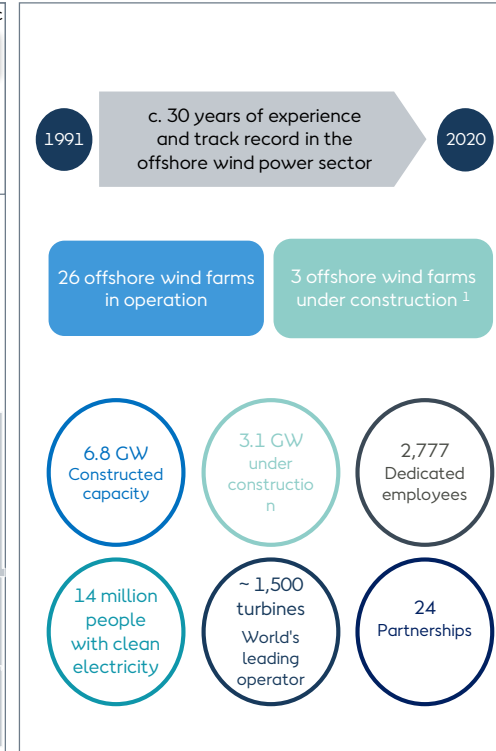 c
1991
c. 30 years of experience
and track record in the
offshore wind power sector
2020
26 offshore wind farms
in operation
3 offshore wind farms
under construction 1
6.8 GW
Constructed
capacity
3.1 GW
under
constructio
n
2,777
Dedicated
employees
14 million
people
with clean
electricity
~ 1,500
turbines
World's
leading
operator
24
Partnerships